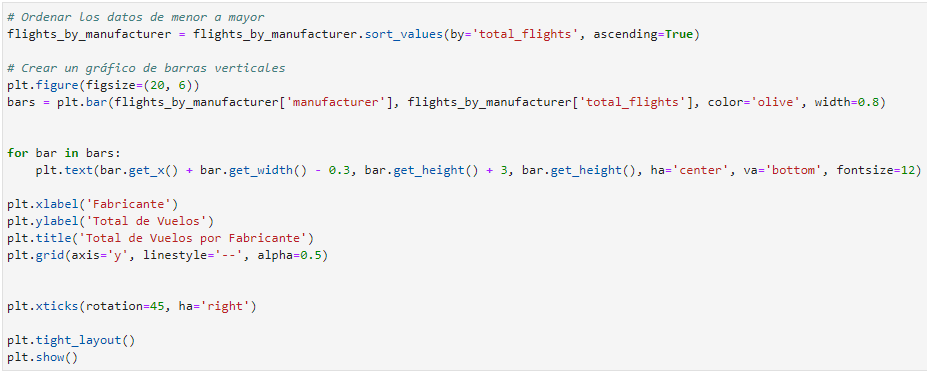 # Ordenar los datos de menor a mayor
flights_by_manufacturer = flights_by_manufacturer.sort_values(by='total_flights', ascending=True)
# Crear un gráfico de barras verticales
plt.figure(figsize=(20, 6))
bars = plt.bar(flights_by_manufacturer['manufacturer'], flights_by_manufacturer['total_flights'], color='olive', width=0.8)
for bar in bars:
    plt.text(bar.get_x() + bar.get_width() - 0.3, bar.get_height() + 3, bar.get_height(), ha='center', va='bottom', fontsize=12)
plt.xlabel('Fabricante')
plt.ylabel('Total de Vuelos')
plt.title('Total de Vuelos por Fabricante')
plt.grid(axis='y', linestyle='--', alpha=0.5)
plt.xticks(rotation=45, ha='right')
plt.tight_layout()
plt.show()